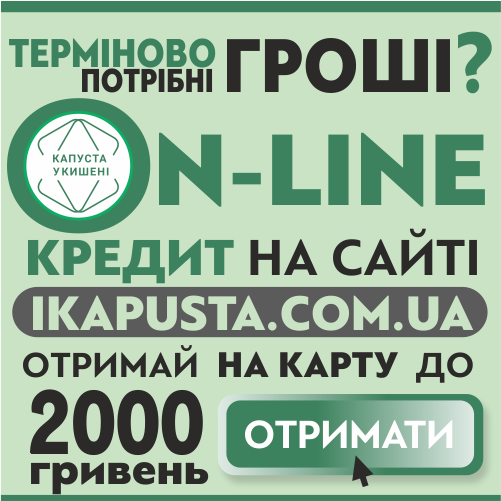 ТЕРМІНОВО
ПОТРІБНІ ГРОШІ?
ON-LINE
КАПУСТА
У КИШЕНІ
КРЕДИТ НА САЙТІ
IKAPUSTA.COM.UA
ОТРИМАЙ НА КАРТУ ДО
2000
гривень
ОТРИМАТИ